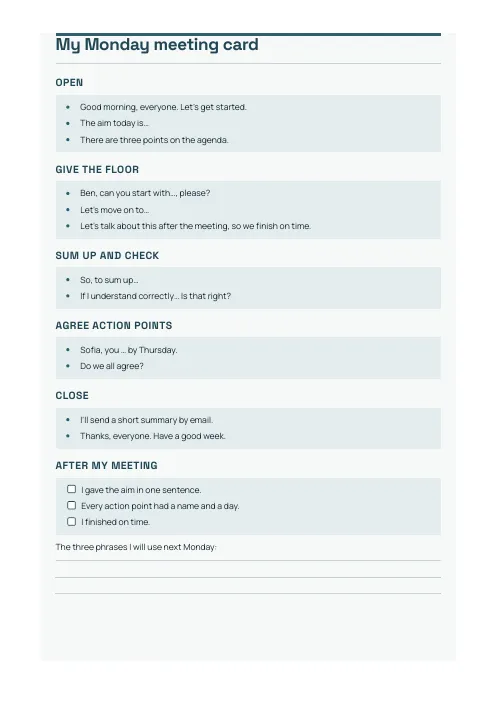 My Monday meeting card
OPEN
• Good morning, everyone. Let's get started.
• The aim today is…
• There are three points on the agenda.
GIVE THE FLOOR
• Ben, can you start with…, please?
• Let's move on to…
• Let's talk about this after the meeting, so we finish on time.
SUM UP AND CHECK
• So, to sum up…
• If I understand correctly… Is that right?
AGREE ACTION POINTS
• Sofia, you … by Thursday.
• Do we all agree?
CLOSE
• I'll send a short summary by email.
• Thanks, everyone. Have a good week.
AFTER MY MEETING
I gave the aim in one sentence.
Every action point had a name and a day.
I finished on time.
The three phrases I will use next Monday: